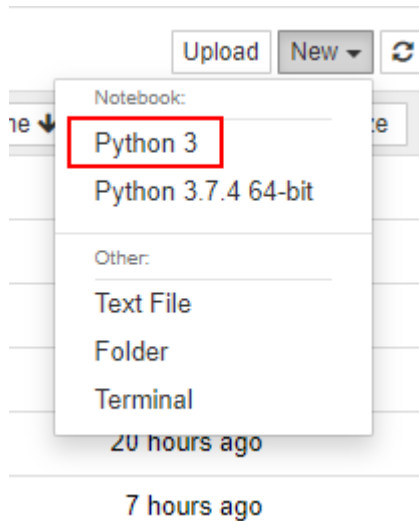 Upload New
Notebook:
Python 3
Python 3.7.4 64-bit
Other:
Text File
Folder
Terminal
20 hours ago
7 hours ago